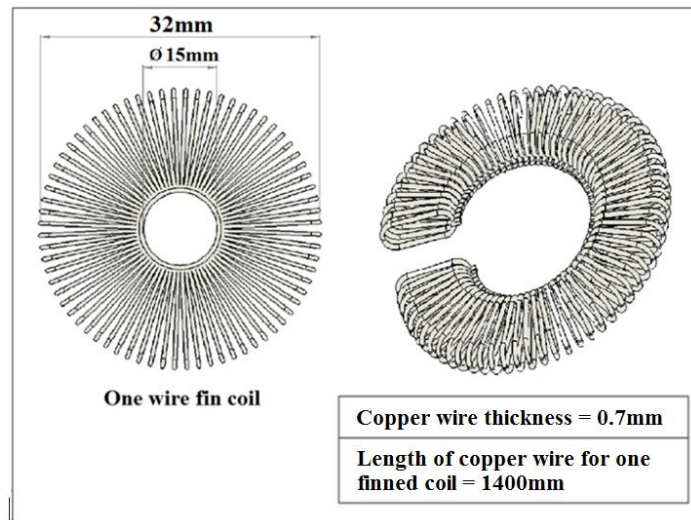 32mm
Ø 15mm
One wire fin coil
Copper wire thickness = 0.7mm
Length of copper wire for one
finned coil = 1400mm